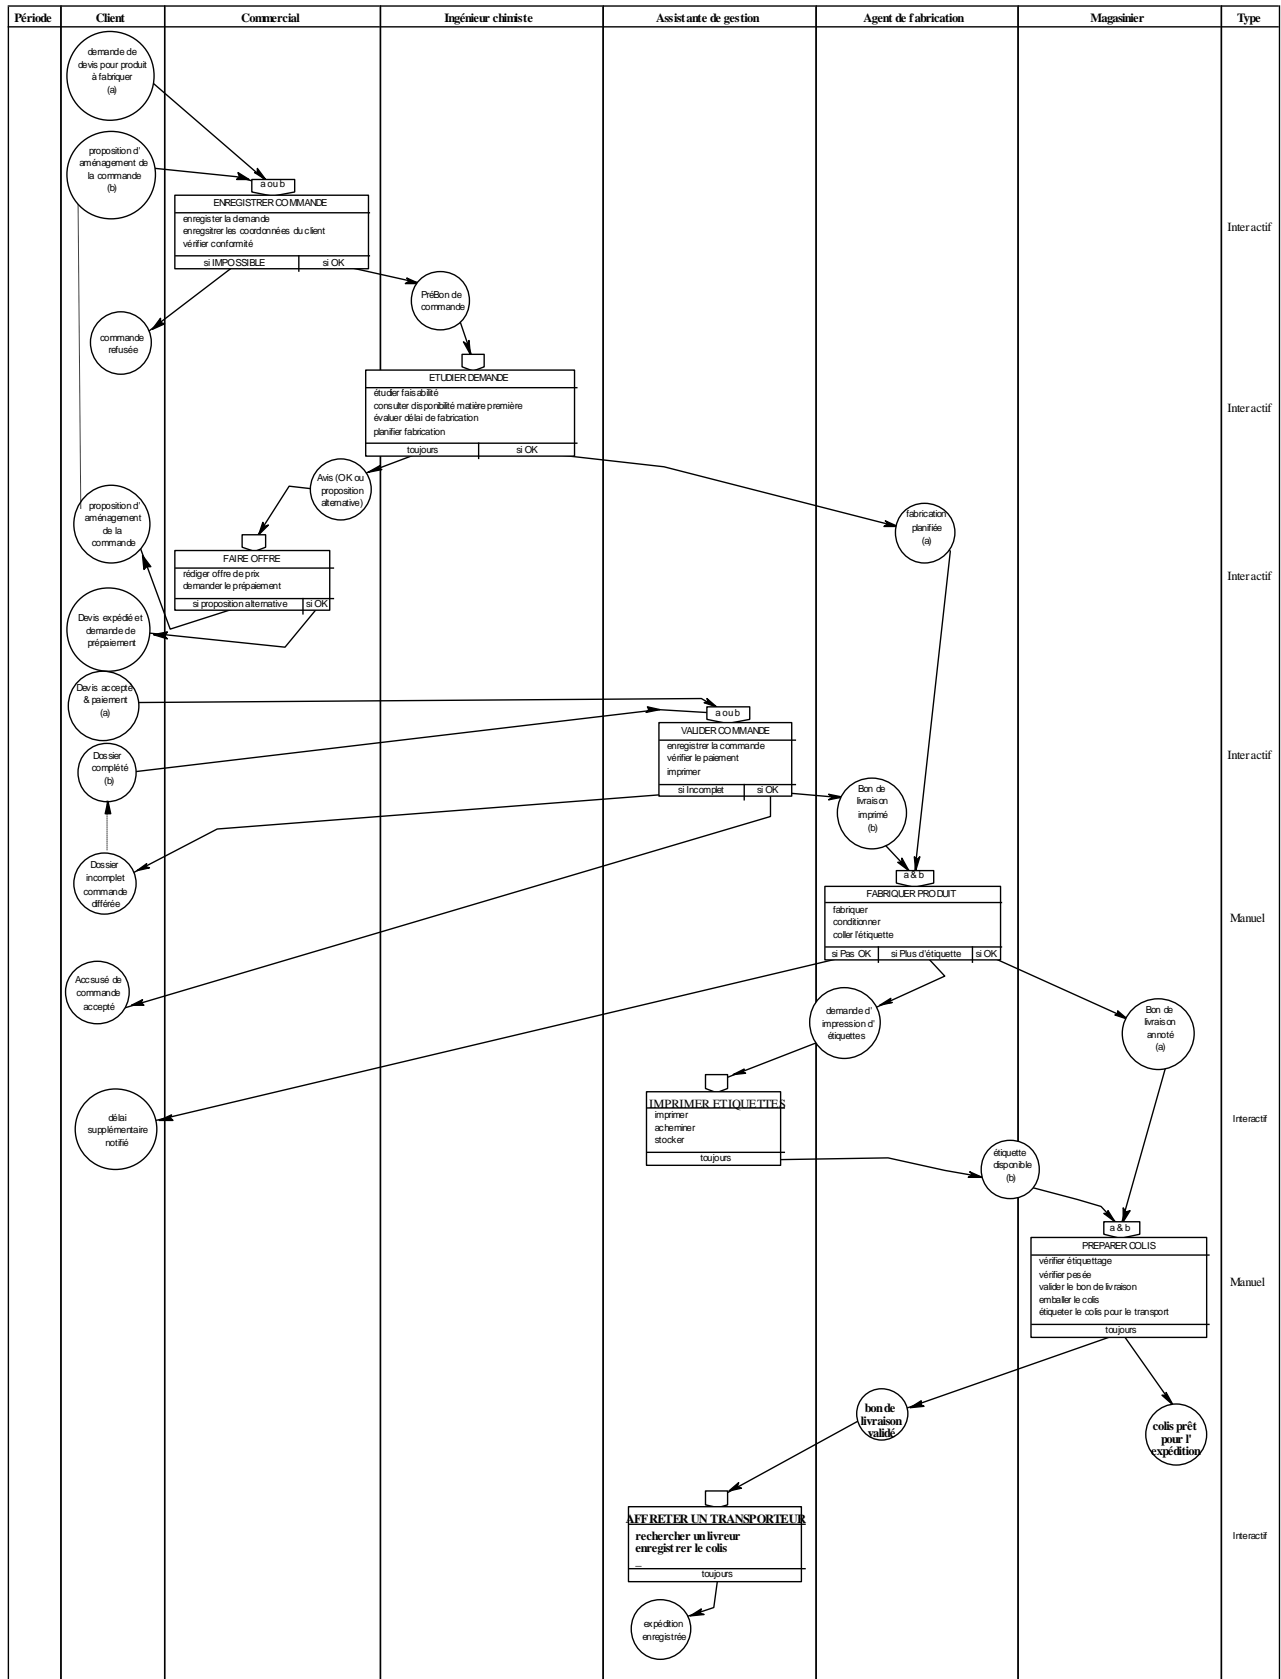 Période
Client
Commercial
Ingénieur chimiste
Assistante de gestion
Agent de fabrication
Magasinier
Type
demande de
devis pour produit
à fabriquer
(a)
proposition d'
aménagement de
la commande
(b)
a ou b
ENREGISTRER COMMANDE
enregister la demande
enregsitrer les coordonnées du client
vérifier conformité
si IMPOSSIBLE
si OK
Interactif
PréBon de
commande
commande
refusée
ETUDIER DEMANDE
étudier faisabilité
consulter disponibilité matière première
évaluer délai de fabrication
planifier fabrication
toujours
si OK
Interactif
Avis (OK ou
proposition
alternative)
proposition d'
aménagement
de la
commande
fabrication
planifiée
(a)
FAIRE OFFRE
rédiger offre de prix
demander le prépaiement
si proposition alternative
si OK
Interactif
Devis expédié et
demande de
prépaiement
Devis accepté
& paiement
(a)
a ou b
VALIDER COMMANDE
enregistrer la commande
vérifier le paiement
imprimer
si Incomplet
si OK
Interactif
Dossier
complété
(b)
Bon de
livraison
imprimé
(b)
Dossier
incomplet
commande
différée
a & b
FABRIQUER PRODUIT
fabriquer
conditionner
coller l'étiquette
si Pas OK
si Plus d'étiquette
si OK
Manuel
Accsusé de
commande
accepté
demande d'
impression d'
étiquettes
Bon de
livraison
annoté
(a)
délai
supplémentaire
notifié
IMPRIMER ETIQUETTES
imprimer
acheminer
stocker
toujours
Interactif
étiquette
disponible
(b)
a & b
PREPARER COLIS
vérifier étiquettage
vérifier pesée
valider le bon de livraison
emballer le colis
étiqueter le colis pour le transport
toujours
Manuel
bon de
livraison
validé
colis prêt
pour l'
expédition
AFFRETER UN TRANSPORTEUR
rechercher un livreur
enregistrer le colis
_
toujours
Interactif
expédition
enregistrée